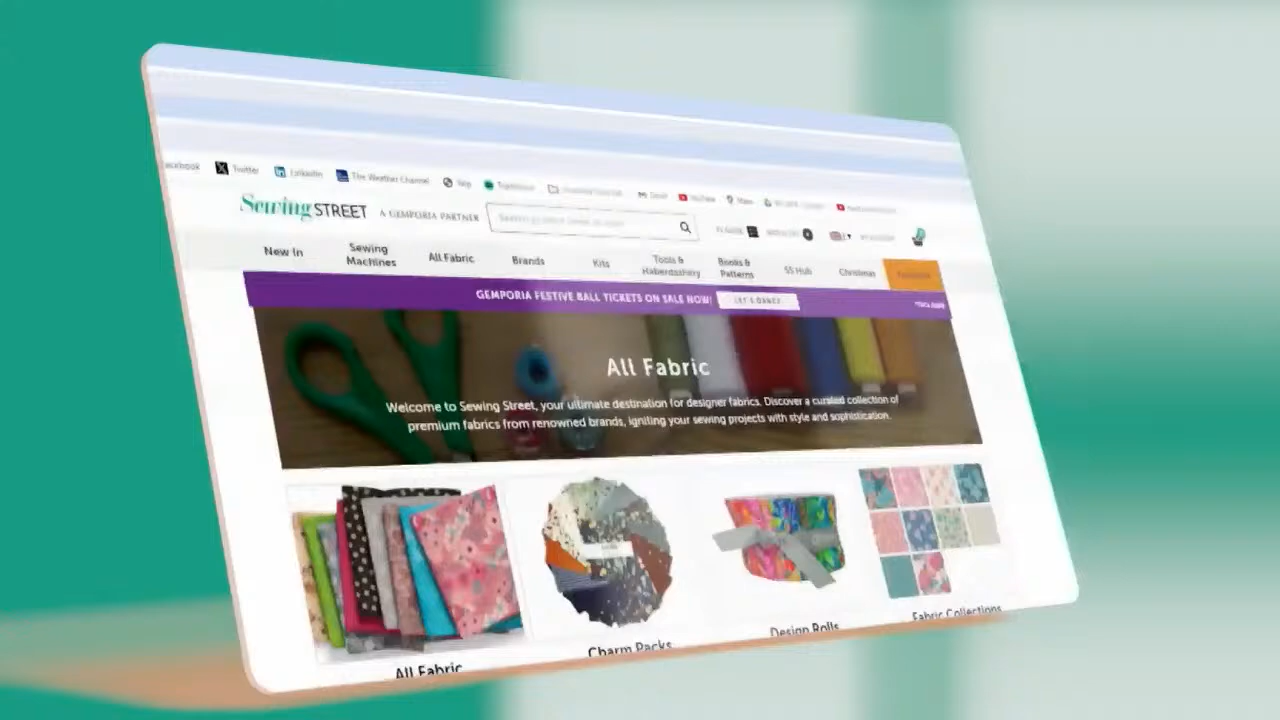 Twitter
LinkedIn
The Weather Channel
Sewing STREET
A GEMPORIA PARTNER
New In
Sewing
Machines
All Fabric
Brands
Kits
Tools &
Haberdashery
Books &
Patterns
SS Hub
Christmas
GEMPORIA FESTIVE BALL TICKETS ON SALE NOW!
LET'S DANCE
All Fabric
Welcome to Sewing Street, your ultimate destination for designer fabrics. Discover a curated collection of
premium fabrics from renowned brands, igniting your sewing projects with style and sophistication.
All Fabric
Charm Packs
Design Rolls
Fabric Collections